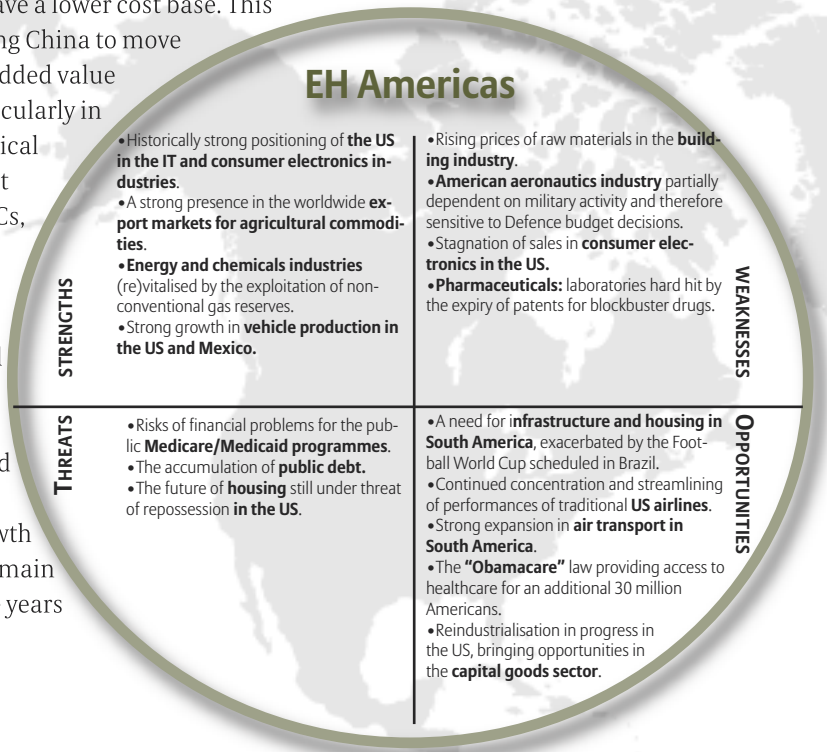 ave a lower cost base. This
ng China to move
dded value
cularly in
ical
t
Cs,
d
wth
main
years
EH Americas
STRENGTHS
•Historically strong positioning of the US
in the IT and consumer electronics in-
dustries.
•A strong presence in the worldwide ex-
port markets for agricultural commodi-
ties.
•Energy and chemicals industries
(re)vitalised by the exploitation of non-
conventional gas reserves.
•Strong growth in vehicle production in
the US and Mexico.
WEAKNESSES
•Rising prices of raw materials in the build-
ing industry.
•American aeronautics industry partially
dependent on military activity and therefore
sensitive to Defence budget decisions.
•Stagnation of sales in consumer elec-
tronics in the US.
•Pharmaceuticals: laboratories hard hit by
the expiry of patents for blockbuster drugs.
THREATS
•Risks of financial problems for the pub-
lic Medicare/Medicaid programmes.
•The accumulation of public debt.
•The future of housing still under threat
of repossession in the US.
OPPORTUNITIES
•A need for infrastructure and housing in
South America, exacerbated by the Foot-
ball World Cup scheduled in Brazil.
•Continued concentration and streamlining
of performances of traditional US airlines.
•Strong expansion in air transport in
South America.
•The "Obamacare" law providing access to
healthcare for an additional 30 million
Americans.
•Reindustrialisation in progress in
the US, bringing opportunities in
the capital goods sector.